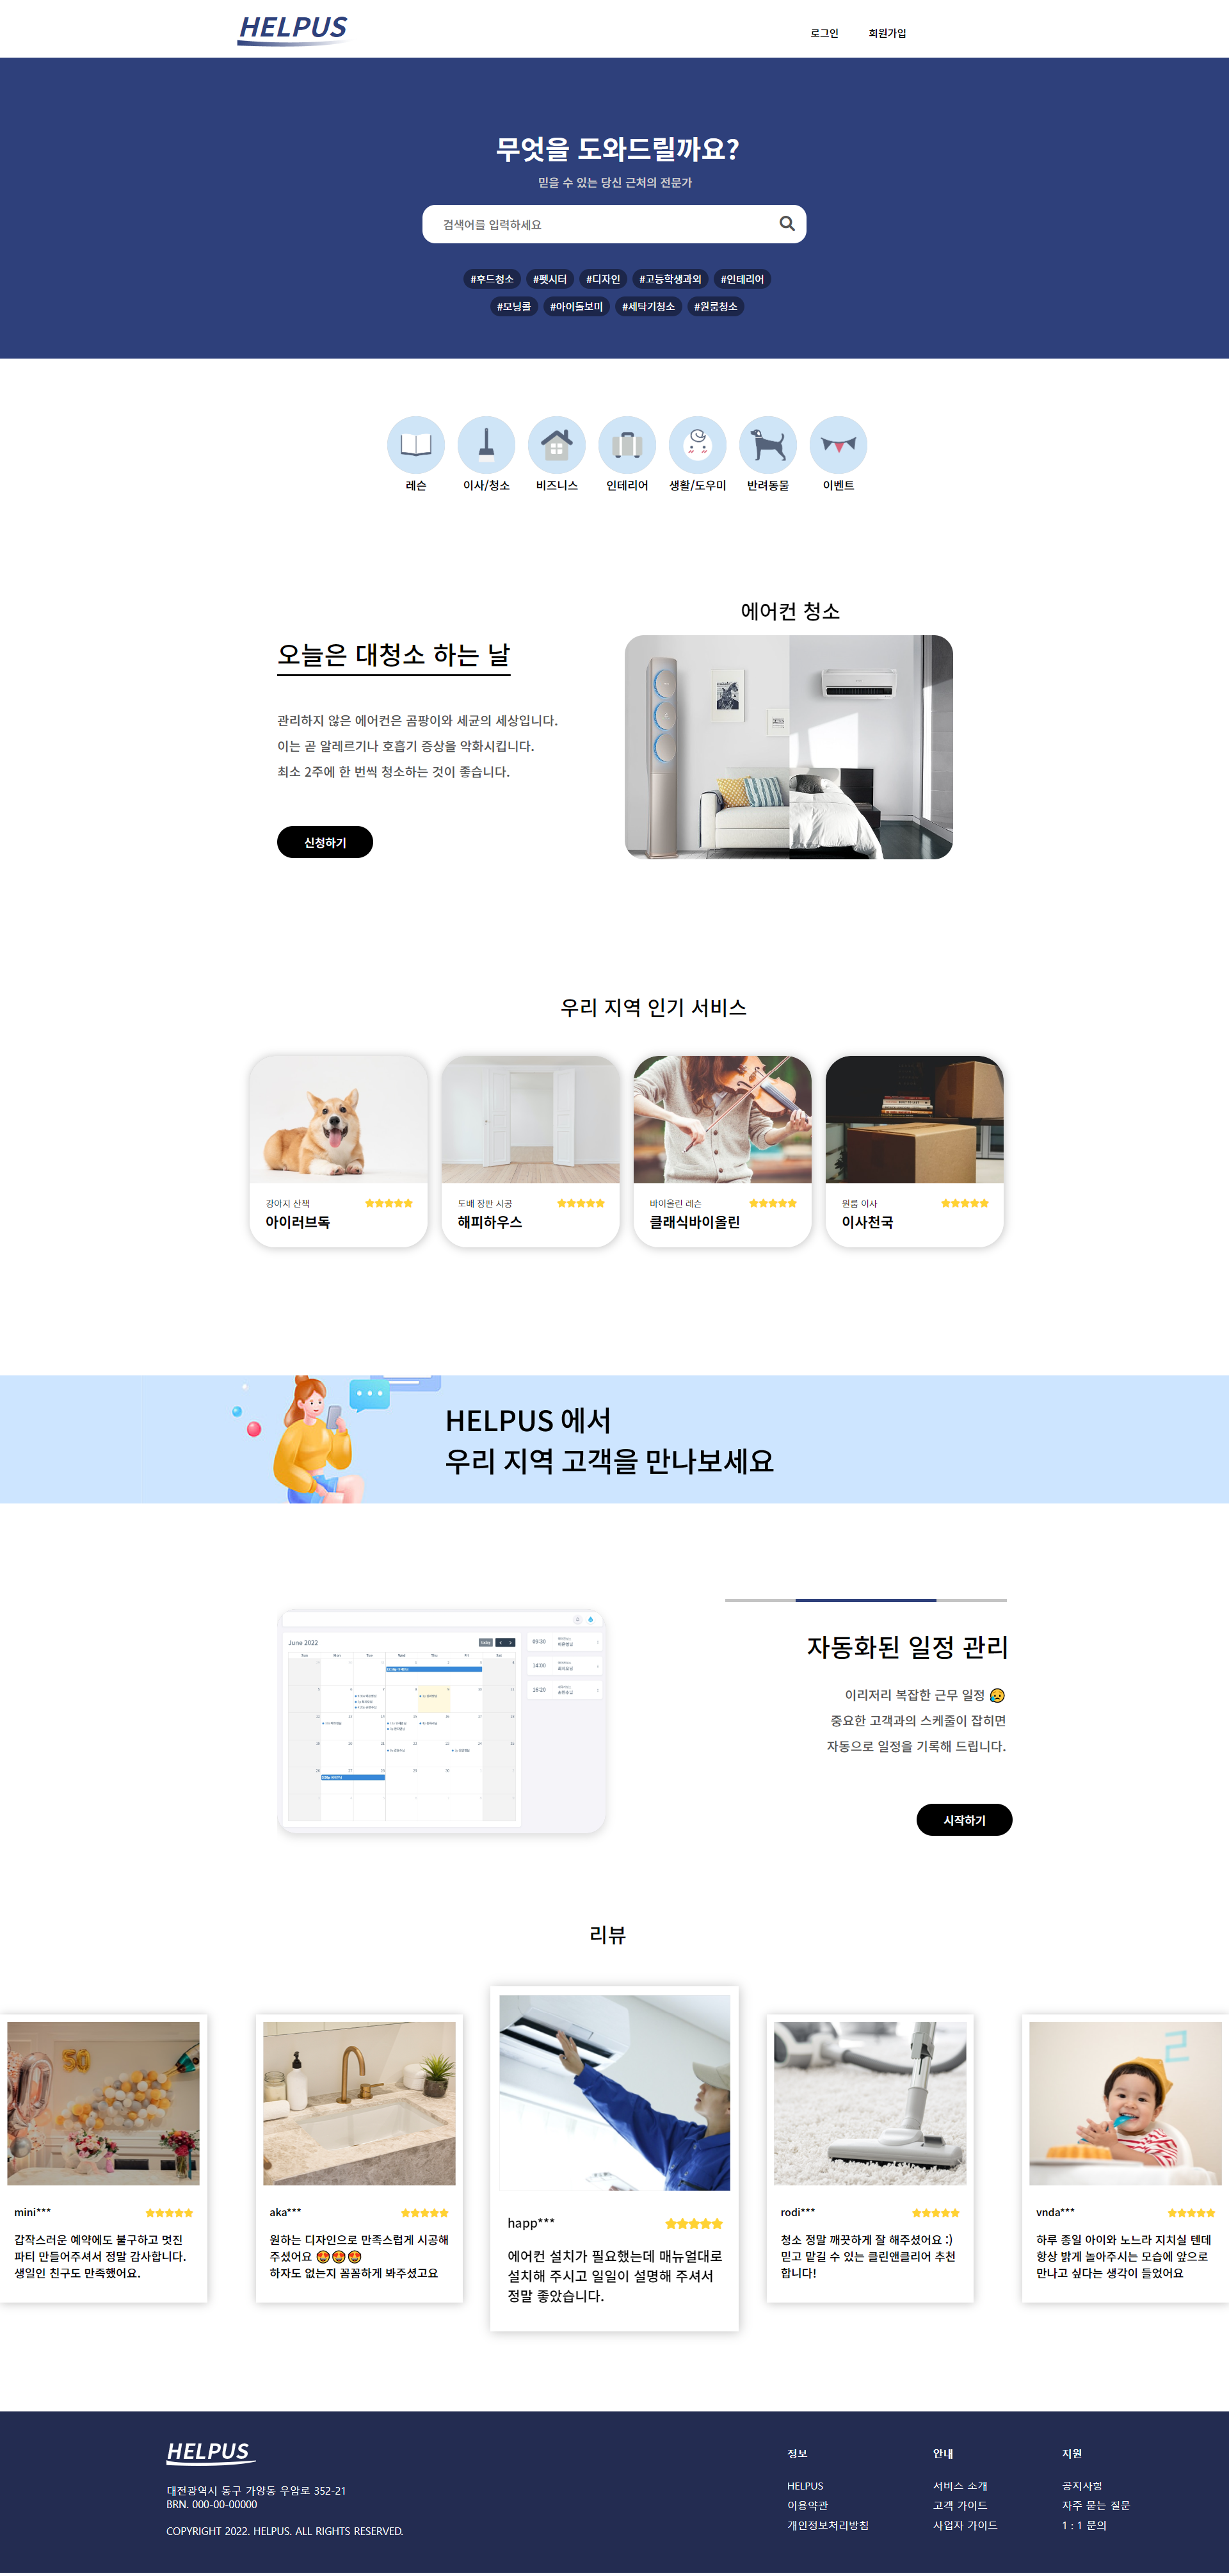 HELPUS
로그인
회원가입
무엇을 도와드릴까요?
믿을 수 있는 당신 근처의 전문가
검색어를 입력하세요
#후드청소 #펫시터 #디자인 #고등학생과외 #인테리어
#모닝콜 #아이돌보미 #세탁기청소 #원룸청소
레슨
이사/청소
비즈니스
인테리어
생활/도우미
반려동물
이벤트
에어컨 청소
오늘은 대청소 하는 날
관리하지 않은 에어컨은 곰팡이와 세균의 세상입니다.
이는 곧 알레르기나 호흡기 증상을 악화시킵니다.
최소 2주에 한 번씩 청소하는 것이 좋습니다.
신청하기
우리 지역 인기 서비스
강아지 산책
아이러브독
도배 장판 시공
해피하우스
바이올린 레슨
클래식바이올린
원룸 이사
이사천국
HELPUS 에서
우리 지역 고객을 만나보세요
June 2022
Sun Mon Tue Wed Thu Fri Sat
09:30
14:00
16:20
자동화된 일정 관리
이리저리 복잡한 근무 일정 😥
중요한 고객과의 스케줄이 잡히면
자동으로 일정을 기록해 드립니다.
시작하기
리뷰
mini***
갑작스러운 예약에도 불구하고 멋진
파티 만들어주셔서 정말 감사합니다.
생일인 친구도 만족했어요.
aka***
원하는 디자인으로 만족스럽게 시공해
주셨어요 😍😍😍
하자도 없는지 꼼꼼하게 봐주셨고요
happ***
에어컨 설치가 필요했는데 매뉴얼대로
설치해 주시고 일일이 설명해 주셔서
정말 좋았습니다.
rodi***
청소 정말 깨끗하게 잘 해주셨어요 :)
믿고 맡길 수 있는 클린앤클리어 추천
합니다!
vnda***
하루 종일 아이와 노느라 지치실 텐데
항상 밝게 놀아주시는 모습에 앞으로
만나고 싶다는 생각이 들었어요
HELPUS
대전광역시 동구 가양동 우암로 352-21
BRN. 000-00-00000
COPYRIGHT 2022. HELPUS. ALL RIGHTS RESERVED.
정보
HELPUS
이용약관
개인정보처리방침
안내
서비스 소개
고객 가이드
사업자 가이드
지원
공지사항
자주 묻는 질문
1 : 1 문의